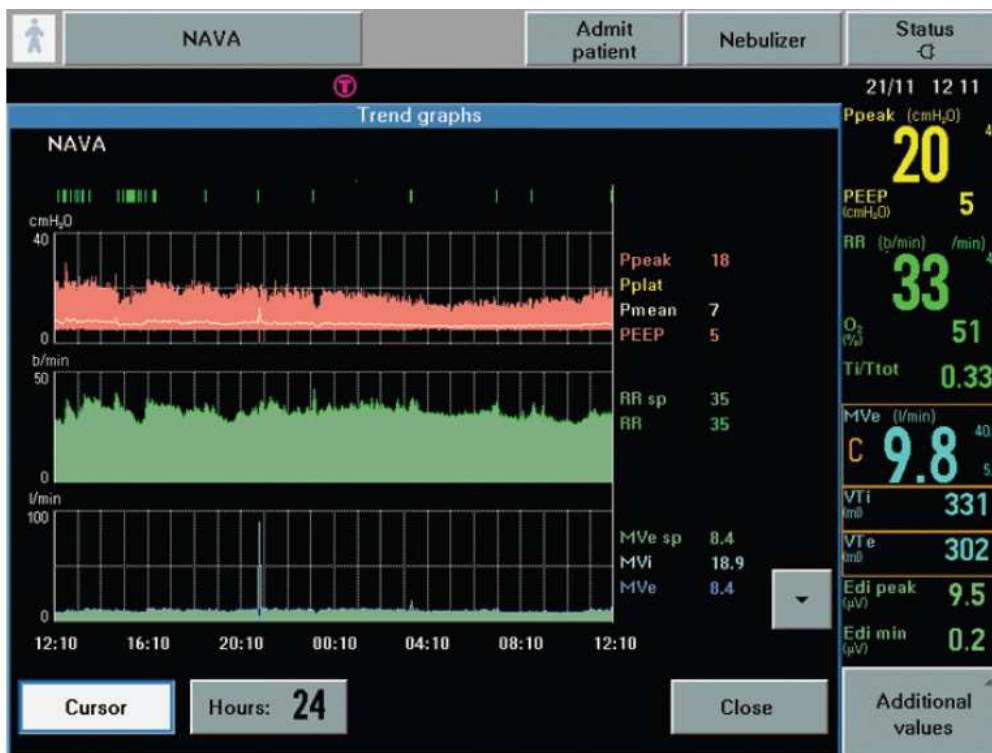 NAVA
Admit
patient
Nebulizer
Status
T
21/11 12 11
Trend graphs
NAVA
cmH₂O
40
0
Ppeak 18
Pplat
Pmean 7
PEEP 5
b/min
50
0
RR sp 35
RR 35
l/min
100
0
MVe sp 8.4
MVi 18.9
MVe 8.4
12:10 16:10 20:10 00:10 04:10 08:10 12:10
Cursor
Hours: 24
Close
Ppeak (cmH₂O)
20
PEEP
(cmH₂O)
5
RR (b/min) /min)
33
O₂
(%)
51
Ti/Ttot
0.33
MVe (l/min)
40.
C 9.8
5.
VTi
(ml)
331
VTe
(ml)
302
Edi peak
(µV)
9.5
Edi min
(µV)
0.2
Additional
values